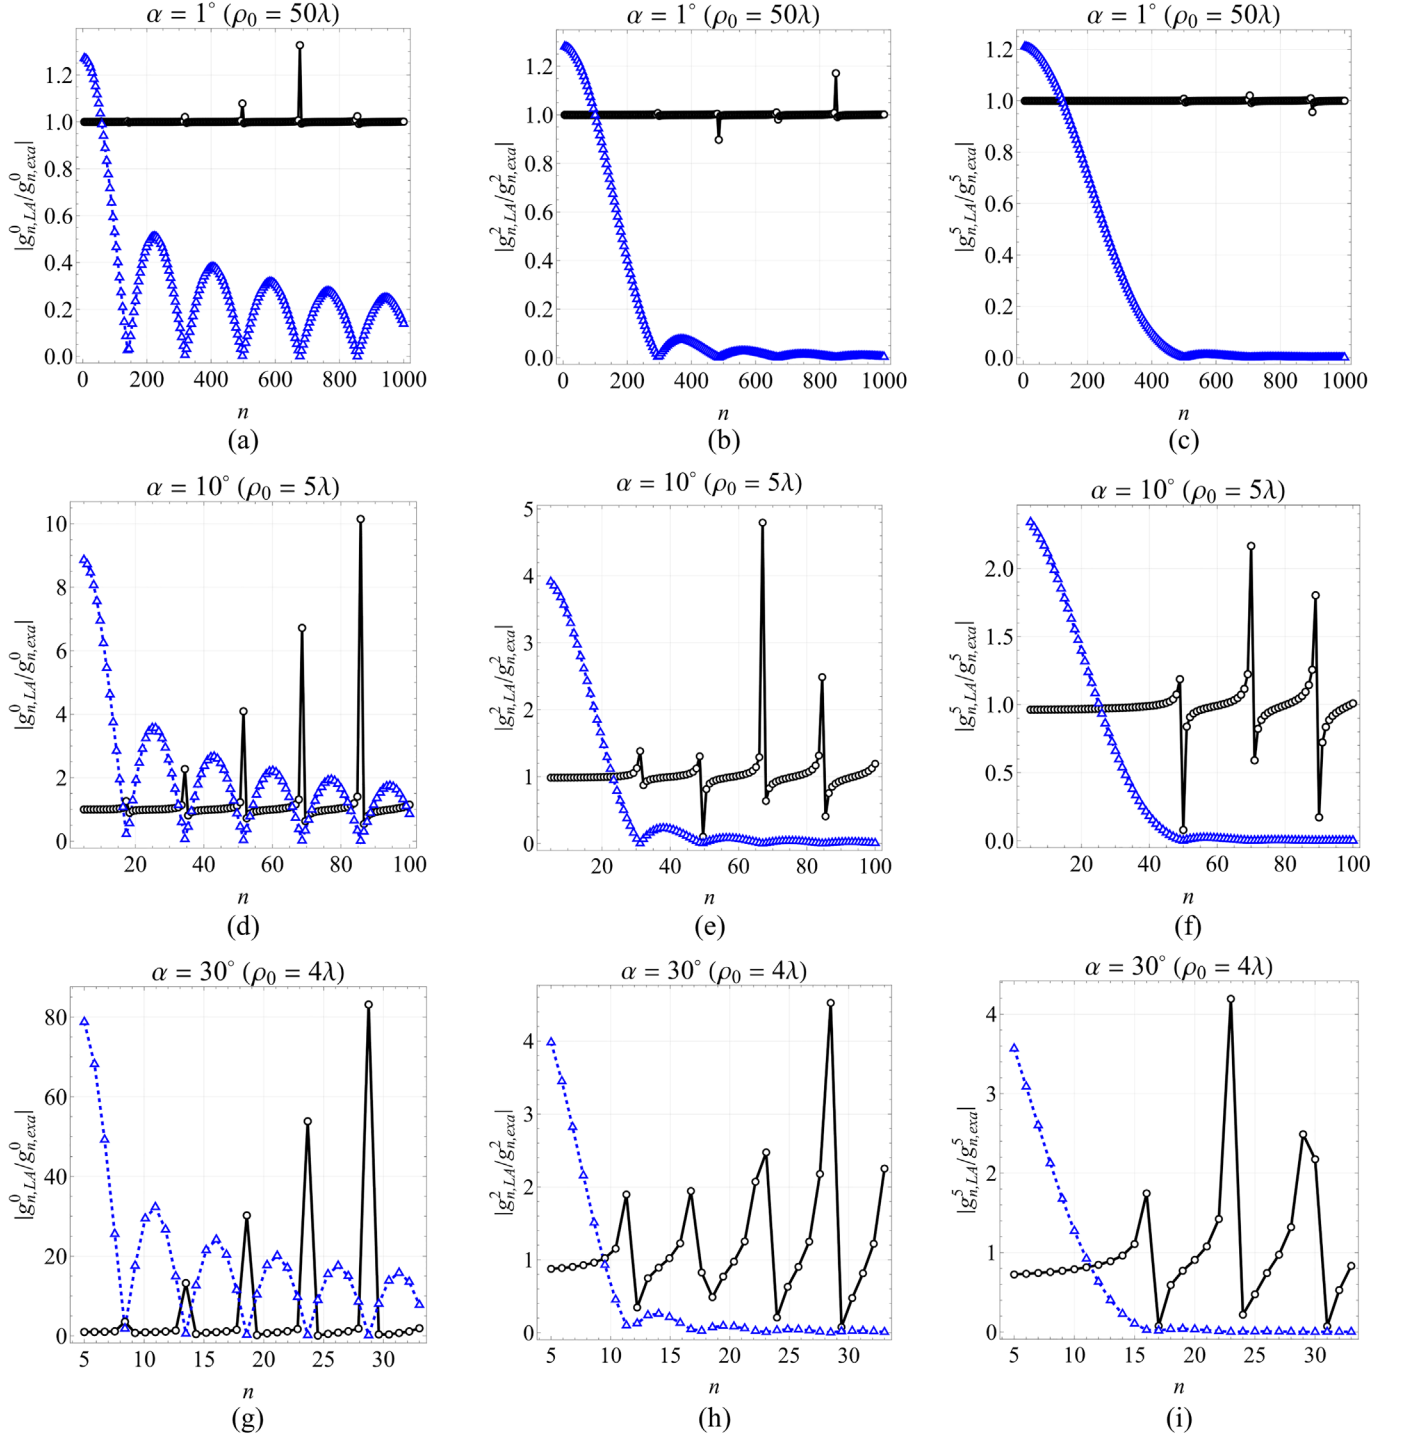 α = 1° (ρ₀ = 50λ)
|g⁰ₙ,LA/g⁰ₙ,exa|
1.2
1.0
0.8
0.6
0.4
0.2
0.0
0 200 400 600 800 1000
n
(a)
α = 1° (ρ₀ = 50λ)
|g²ₙ,LA/g²ₙ,exa|
1.2
1.0
0.8
0.6
0.4
0.2
0.0
0 200 400 600 800 1000
n
(b)
α = 1° (ρ₀ = 50λ)
|g⁵ₙ,LA/g⁵ₙ,exa|
1.2
1.0
0.8
0.6
0.4
0.2
0.0
0 200 400 600 800 1000
n
(c)
α = 10° (ρ₀ = 5λ)
|g⁰ₙ,LA/g⁰ₙ,exa|
10
8
6
4
2
0
20 40 60 80 100
n
(d)
α = 10° (ρ₀ = 5λ)
|g²ₙ,LA/g²ₙ,exa|
5
4
3
2
1
0
20 40 60 80 100
n
(e)
α = 10° (ρ₀ = 5λ)
|g⁵ₙ,LA/g⁵ₙ,exa|
2.0
1.5
1.0
0.5
0.0
20 40 60 80 100
n
(f)
α = 30° (ρ₀ = 4λ)
|g⁰ₙ,LA/g⁰ₙ,exa|
80
60
40
20
0
5 10 15 20 25 30
n
(g)
α = 30° (ρ₀ = 4λ)
|g²ₙ,LA/g²ₙ,exa|
4
3
2
1
0
5 10 15 20 25 30
n
(h)
α = 30° (ρ₀ = 4λ)
|g⁵ₙ,LA/g⁵ₙ,exa|
4
3
2
1
0
5 10 15 20 25 30
n
(i)